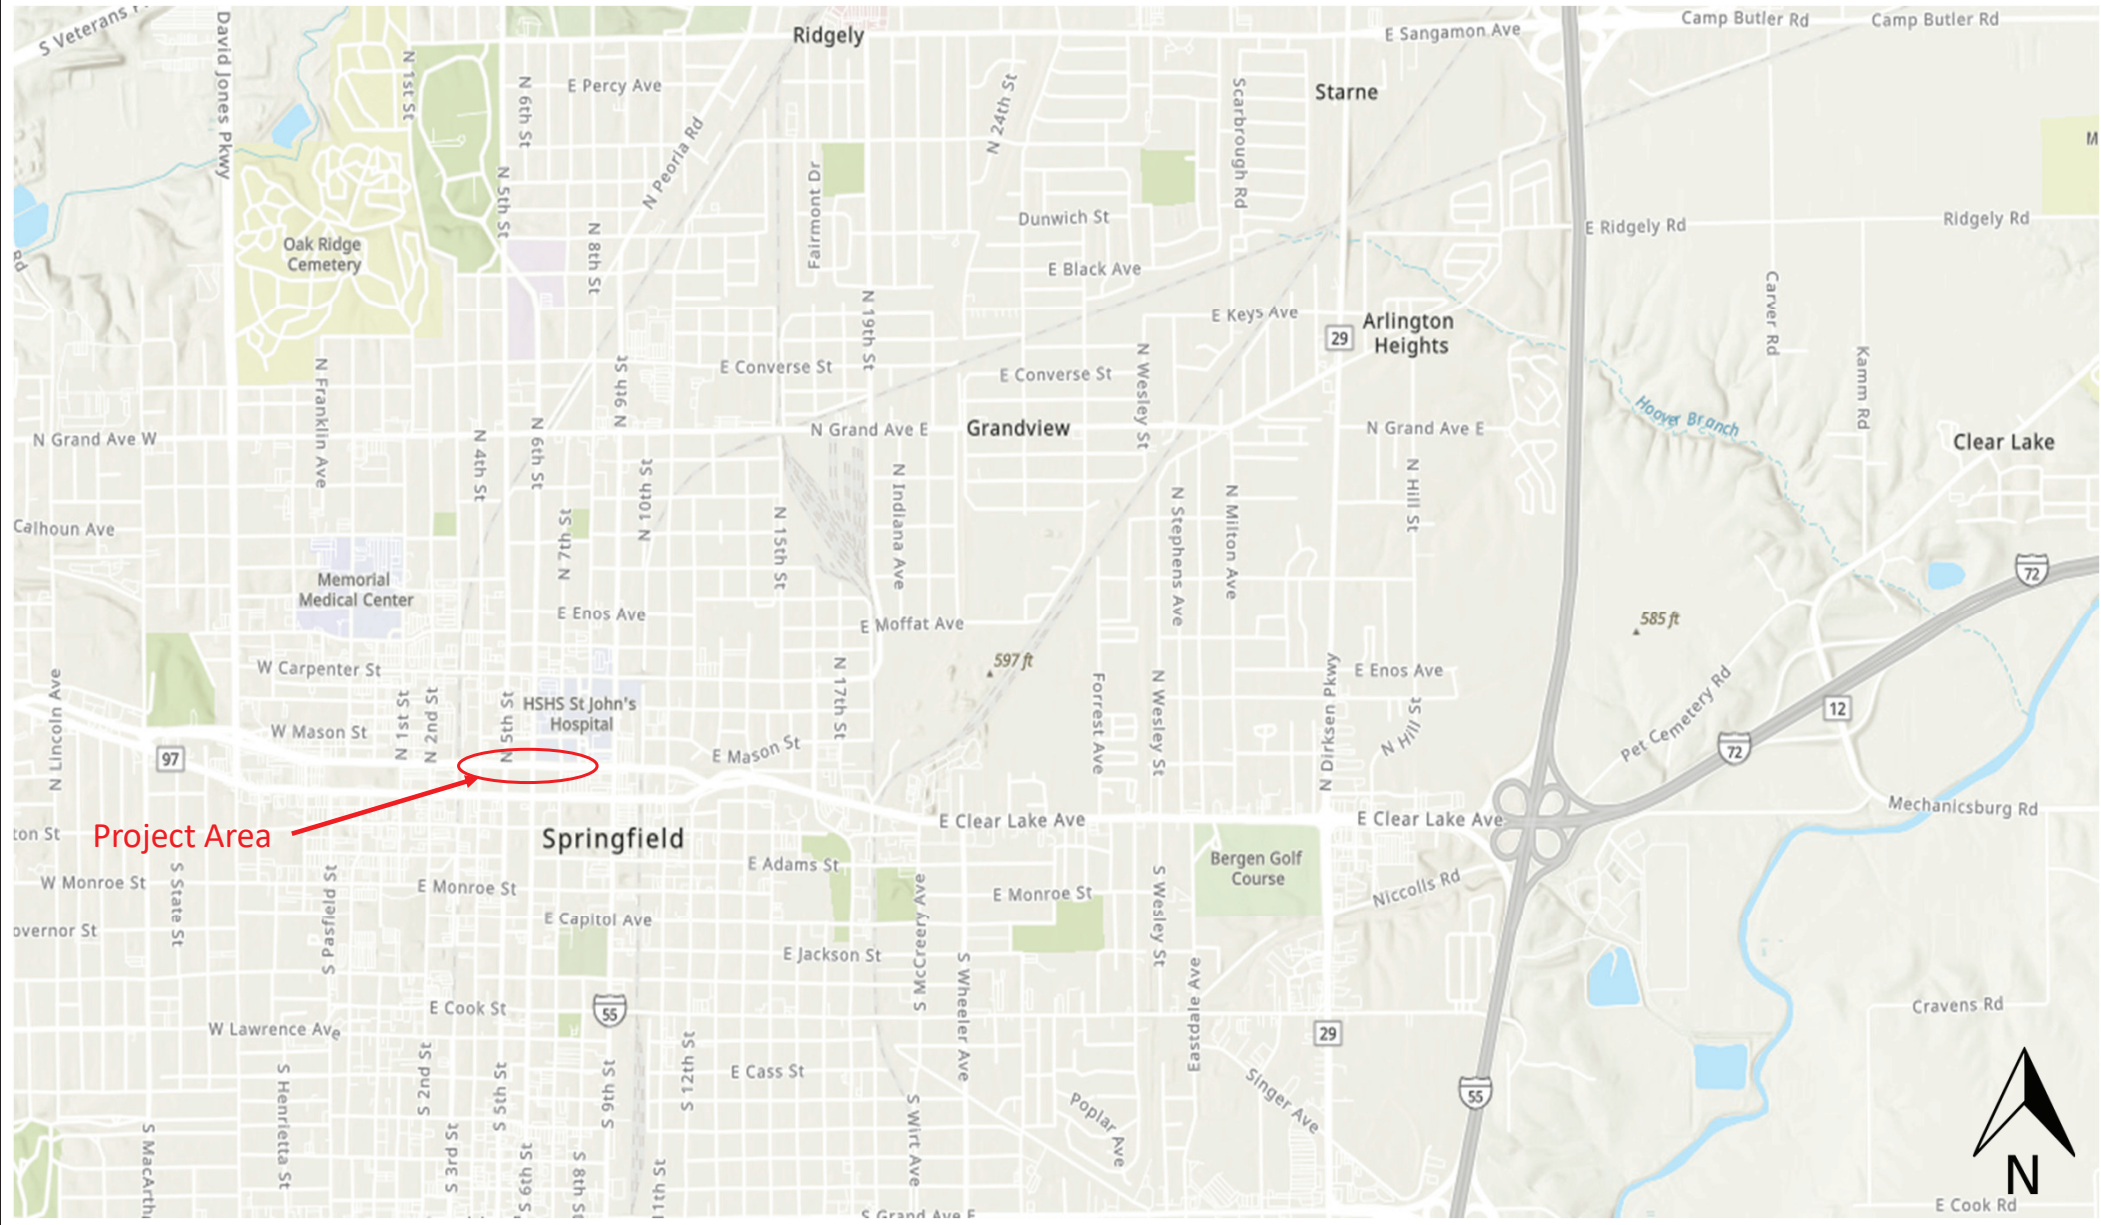 S Veterans P
David Jones Pkwy
N 1st St
N 6th St
E Percy Ave
Ridgely
E Sangamon Ave
Camp Butler Rd
Camp Butler Rd
Starne
N 24th St
Scarbrough Rd
N Peoria Rd
M
N 5th St
Fairmont Dr
Dunwich St
E Ridgely Rd
Ridgely Rd
Oak Ridge
Cemetery
Rd
N 8th St
E Black Ave
Carver Rd
N 19th St
E Keys Ave
29
Arlington
Heights
N Franklin Ave
N 9th St
E Converse St
E Converse St
N Wesley St
Kamm Rd
Hoover Branch
N Grand Ave W
N 4th St
N 6th St
N Grand Ave E
Grandview
N Grand Ave E
Clear Lake
N 10th St
N Indiana Ave
N Stephens Ave
N Milton Ave
N Hill St
Calhoun Ave
N 7th St
N 15th St
72
Memorial
Medical Center
E Enos Ave
E Moffat Ave
585 ft
W Carpenter St
597 ft
N 17th St
Forrest Ave
N Wesley St
N Dirksen Pkwy
E Enos Ave
N Lincoln Ave
N 1st St
N 2nd St
N 5th St
HSHS St John's
Hospital
N Hill St
Pet Cemetery Rd
12
W Mason St
E Mason St
97
72
Mechanicsburg Rd
ton St
Project Area
Springfield
E Clear Lake Ave
E Clear Lake Ave
Bergen Golf
Course
E Adams St
W Monroe St
S State St
S Pasfield St
E Monroe St
S McCreery Ave
E Monroe St
S Wesley St
Niccolls Rd
E Capitol Ave
overnor St
E Jackson St
S Wheeler Ave
Eastdale Ave
E Cook St
55
Cravens Rd
W Lawrence Ave
29
S 2nd St
S 5th St
S 9th St
S 12th St
E Cass St
S Henrietta St
55
Singer Ave
Poplar Ave
S Wirt Ave
S MacArth
S 3rd St
S 6th St
S 8th St
11th St
N
S Grand Ave E
E Cook Rd